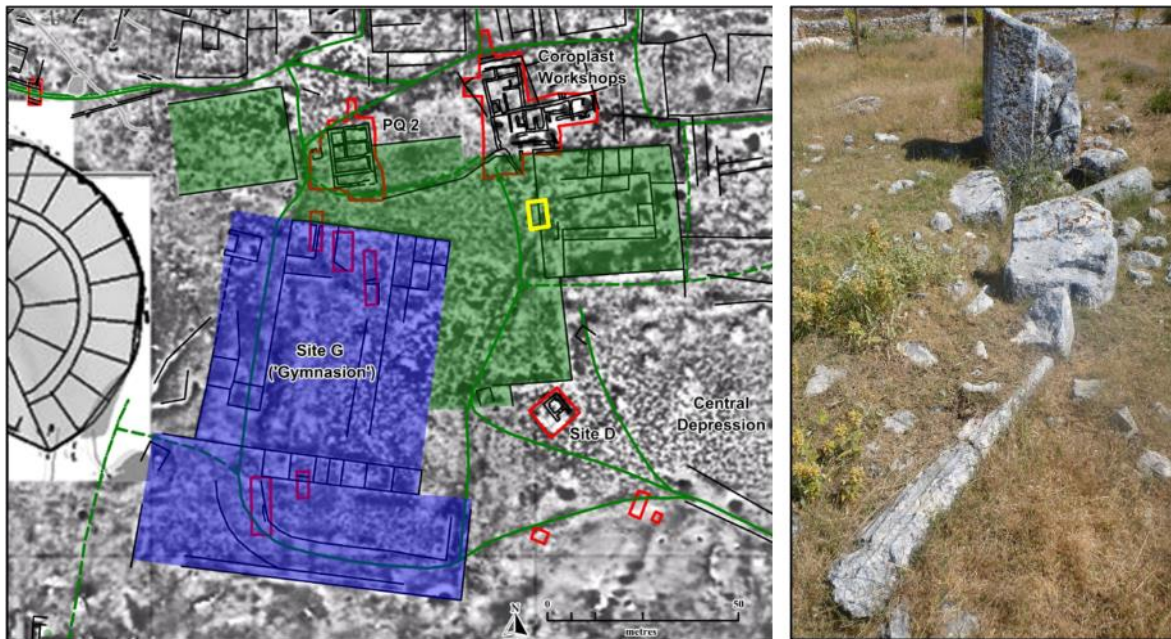 Coroplast
Workshops
PQ 2
Site G
('Gymnasion')
Site D
Central
Depression
N
0 50
metres